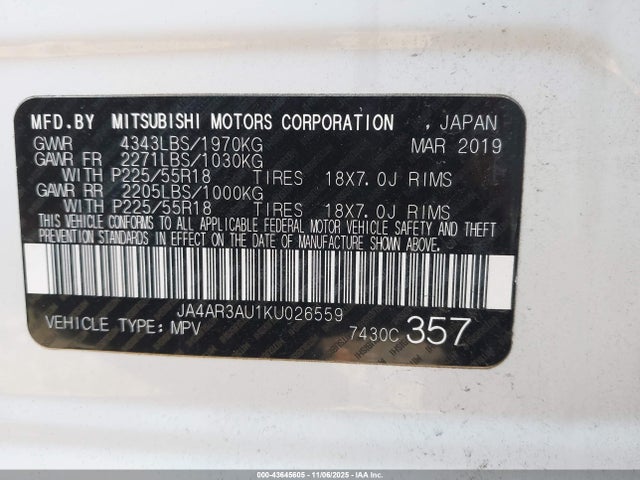 MFD.BY MITSUBISHI MOTORS CORPORATION , JAPAN
GWR 4343LBS/1970KG MAR 2019
GAWR FR 2271LBS/1030KG
WITH P225/55R18 TIRES 18X7.0J RIMS
GAWR RR 2205LBS/1000KG
WITH P225/55R18 TIRES 18X7.0J RIMS
THIS VEHICLE CONFORMS TO ALL APPLICABLE FEDERAL MOTOR VEHICLE SAFETY AND THEFT
PREVENTION STANDARDS IN EFFECT ON THE DATE OF MANUFACTURE SHOWN ABOVE.
JA4AR3AU1KU026559
VEHICLE TYPE: MPV 7430C 357
000-43645605 - 11/06/2025 - IAAI.COM